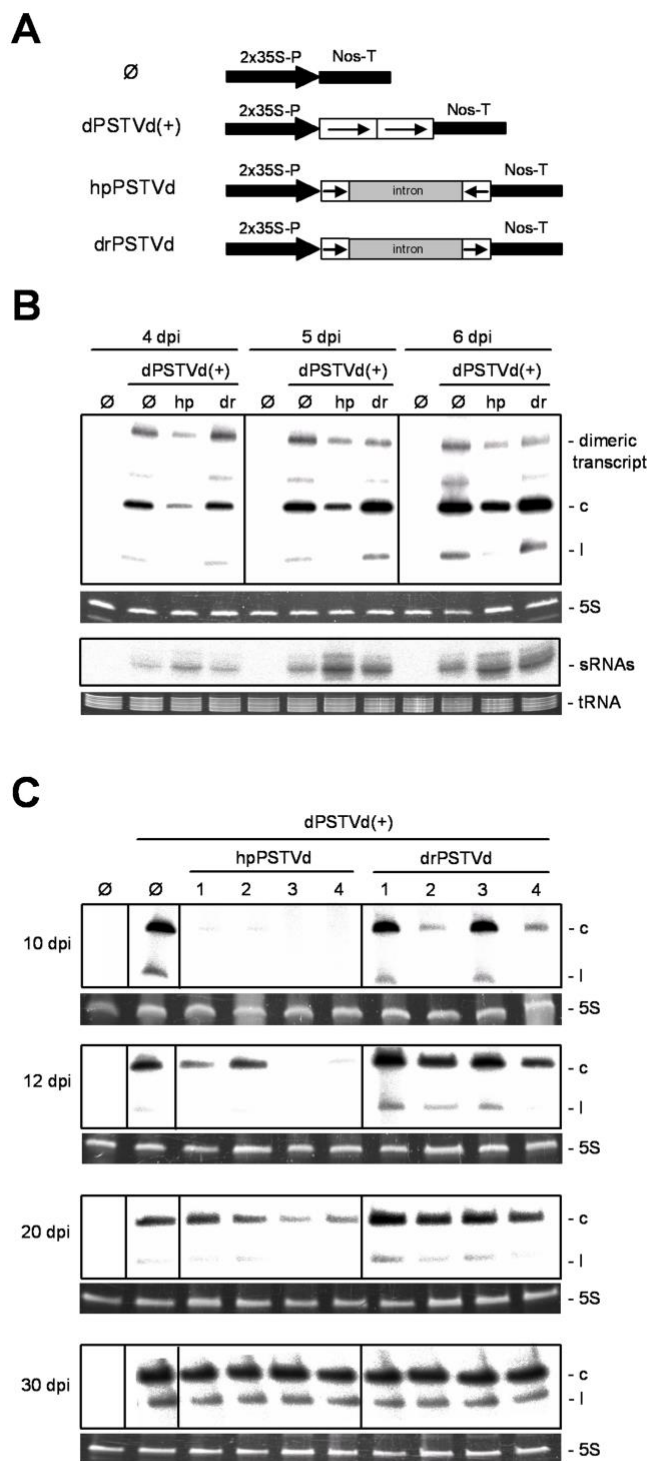 A
Ø 2x35S-P Nos-T
dPSTVd(+) 2x35S-P Nos-T
hpPSTVd 2x35S-P intron Nos-T
drPSTVd 2x35S-P intron Nos-T
B
4 dpi 5 dpi 6 dpi
dPSTVd(+) dPSTVd(+) dPSTVd(+)
Ø Ø hp dr Ø Ø hp dr Ø Ø hp dr
- dimeric
transcript
- c
- l
- 5S
- sRNAs
- tRNA
C
dPSTVd(+)
hpPSTVd drPSTVd
Ø Ø 1 2 3 4 1 2 3 4
10 dpi - c
- l
- 5S
12 dpi - c
- l
- 5S
20 dpi - c
- l
- 5S
30 dpi - c
- l
- 5S